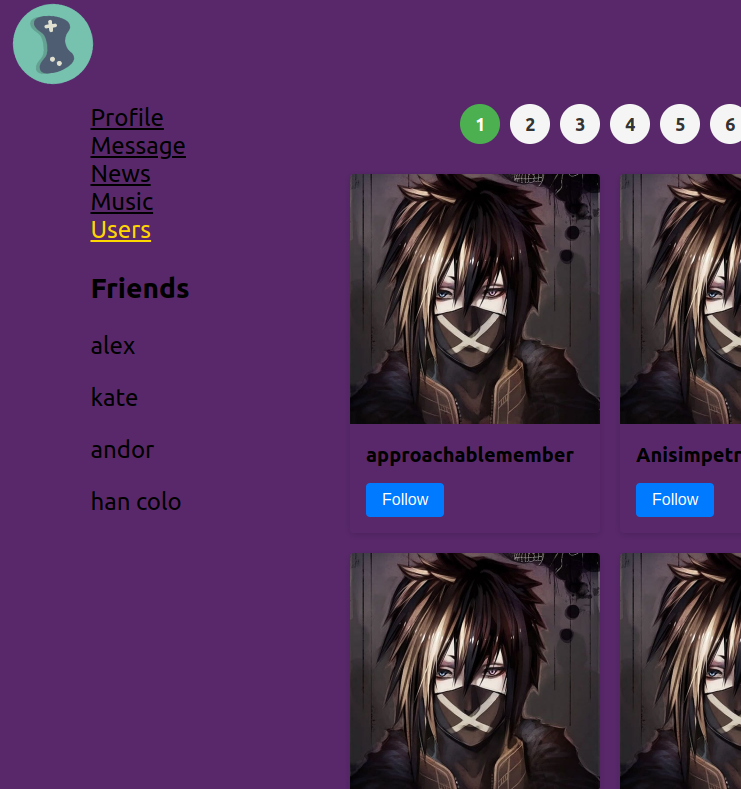 Profile
Message
News
Music
Users
Friends
alex
kate
andor
han colo
1 2 3 4 5 6
approachablemember
Follow
Follow